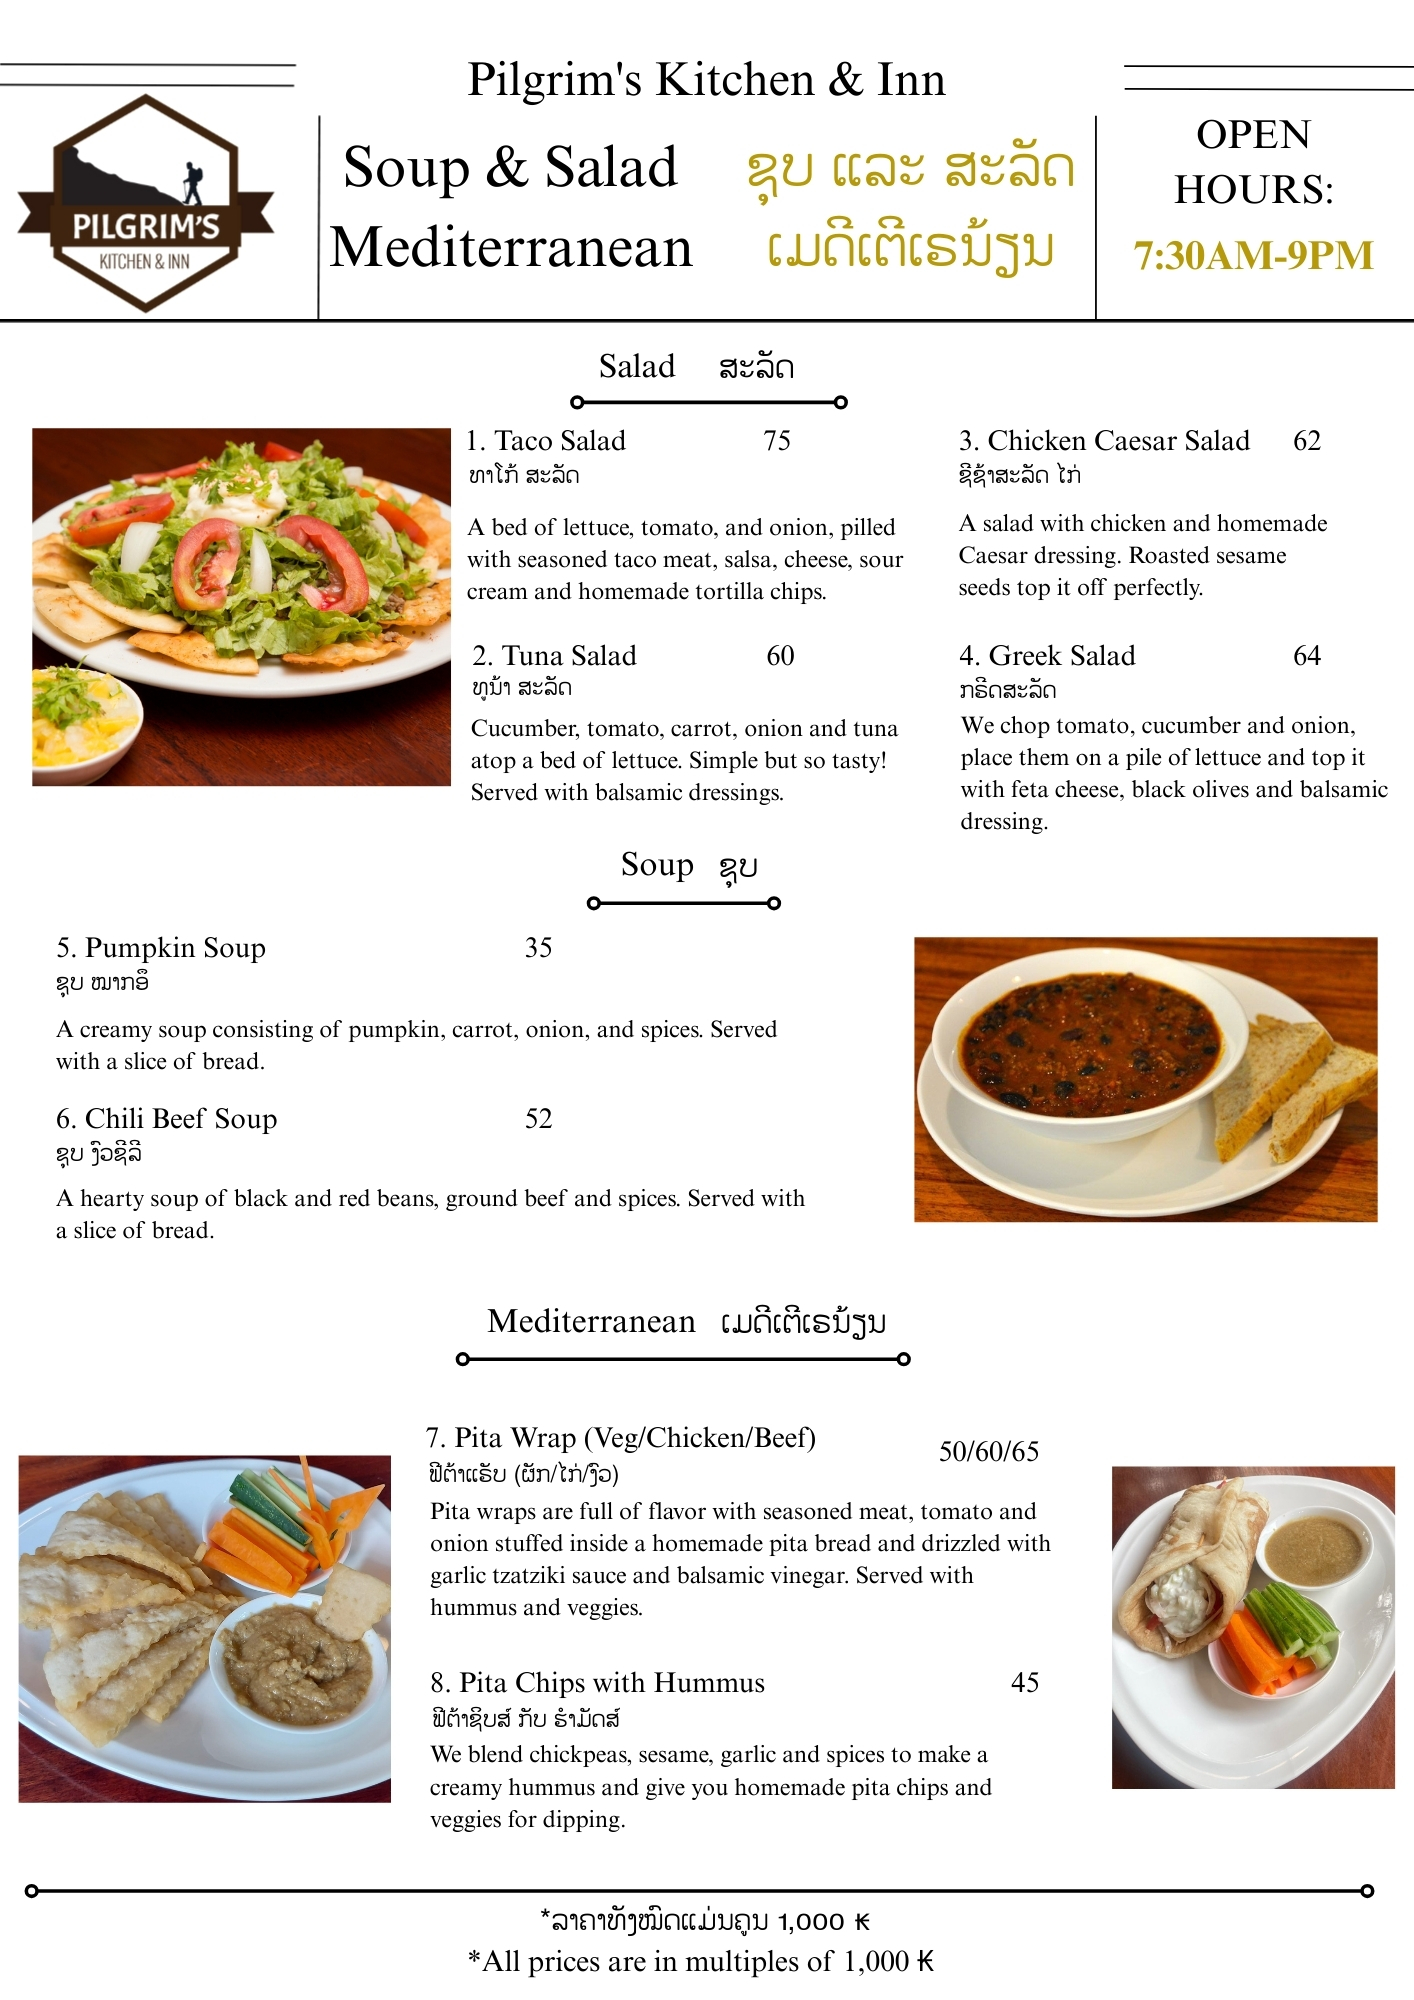 Pilgrim's Kitchen & Inn
PILGRIM'S
KITCHEN & INN
Soup & Salad
Mediterranean
ຊຸບ ແລະ ສະລັດ
ເມດິເຕີເຣນ້ຽນ
OPEN
HOURS:
7:30AM-9PM
Salad ສະລັດ
1. Taco Salad 75
ທາໂກ້ ສະລັດ
A bed of lettuce, tomato, and onion, pilled
with seasoned taco meat, salsa, cheese, sour
cream and homemade tortilla chips.
2. Tuna Salad 60
ທູນ້າ ສະລັດ
Cucumber, tomato, carrot, onion and tuna
atop a bed of lettuce. Simple but so tasty!
Served with balsamic dressings.
3. Chicken Caesar Salad 62
ຊີຊ້າສະລັດ ໄກ່
A salad with chicken and homemade
Caesar dressing. Roasted sesame
seeds top it off perfectly.
4. Greek Salad 64
ກຣີດສະລັດ
We chop tomato, cucumber and onion,
place them on a pile of lettuce and top it
with feta cheese, black olives and balsamic
dressing.
Soup ຊຸບ
5. Pumpkin Soup 35
ຊຸບ ໝາກອຶ
A creamy soup consisting of pumpkin, carrot, onion, and spices. Served
with a slice of bread.
6. Chili Beef Soup 52
ຊຸບ ງົວຊີລີ
A hearty soup of black and red beans, ground beef and spices. Served with
a slice of bread.
Mediterranean ເມດິເຕີເຣນ້ຽນ
7. Pita Wrap (Veg/Chicken/Beef) 50/60/65
ຟີຕ້າແຣັບ (ຜັກ/ໄກ່/ງົວ)
Pita wraps are full of flavor with seasoned meat, tomato and
onion stuffed inside a homemade pita bread and drizzled with
garlic tzatziki sauce and balsamic vinegar. Served with
hummus and veggies.
8. Pita Chips with Hummus 45
ຟີຕ້າຊິບສ໌ ກັບ ຮຳມັດສ໌
We blend chickpeas, sesame, garlic and spices to make a
creamy hummus and give you homemade pita chips and
veggies for dipping.
*ລາຄາທັງໝົດແມ່ນຄູນ 1,000 ₭
*All prices are in multiples of 1,000 ₭